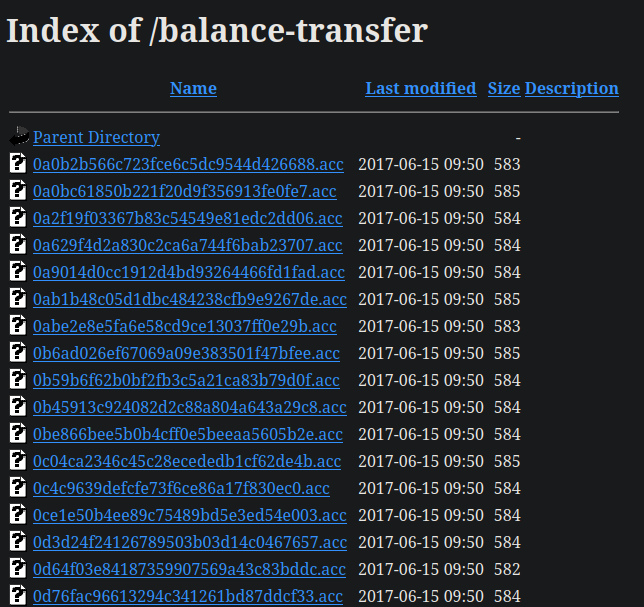 Index of /balance-transfer
Name Last modified Size Description
Parent Directory -
0a0b2b566c723fce6c5dc9544d426688.acc 2017-06-15 09:50 583
0a0bc61850b221f20d9f356913fe0fe7.acc 2017-06-15 09:50 585
0a2f19f03367b83c54549e81edc2dd06.acc 2017-06-15 09:50 584
0a629f4d2a830c2ca6a744f6bab23707.acc 2017-06-15 09:50 584
0a9014d0cc1912d4bd93264466fd1fad.acc 2017-06-15 09:50 584
0ab1b48c05d1dbc484238cfb9e9267de.acc 2017-06-15 09:50 585
0abe2e8e5fa6e58cd9ce13037ff0e29b.acc 2017-06-15 09:50 583
0b6ad026ef67069a09e383501f47bfee.acc 2017-06-15 09:50 585
0b59b6f62b0bf2fb3c5a21ca83b79d0f.acc 2017-06-15 09:50 584
0b45913c924082d2c88a804a643a29c8.acc 2017-06-15 09:50 584
0be866bee5b0b4cff0e5beeaa5605b2e.acc 2017-06-15 09:50 584
0c04ca2346c45c28ecededb1cf62de4b.acc 2017-06-15 09:50 585
0c4c9639defcfe73f6ce86a17f830ec0.acc 2017-06-15 09:50 584
0ce1e50b4ee89c75489bd5e3ed54e003.acc 2017-06-15 09:50 584
0d3d24f24126789503b03d14c0467657.acc 2017-06-15 09:50 584
0d64f03e84187359907569a43c83bddc.acc 2017-06-15 09:50 582
0d76fac96613294c341261bd87ddcf33.acc 2017-06-15 09:50 584